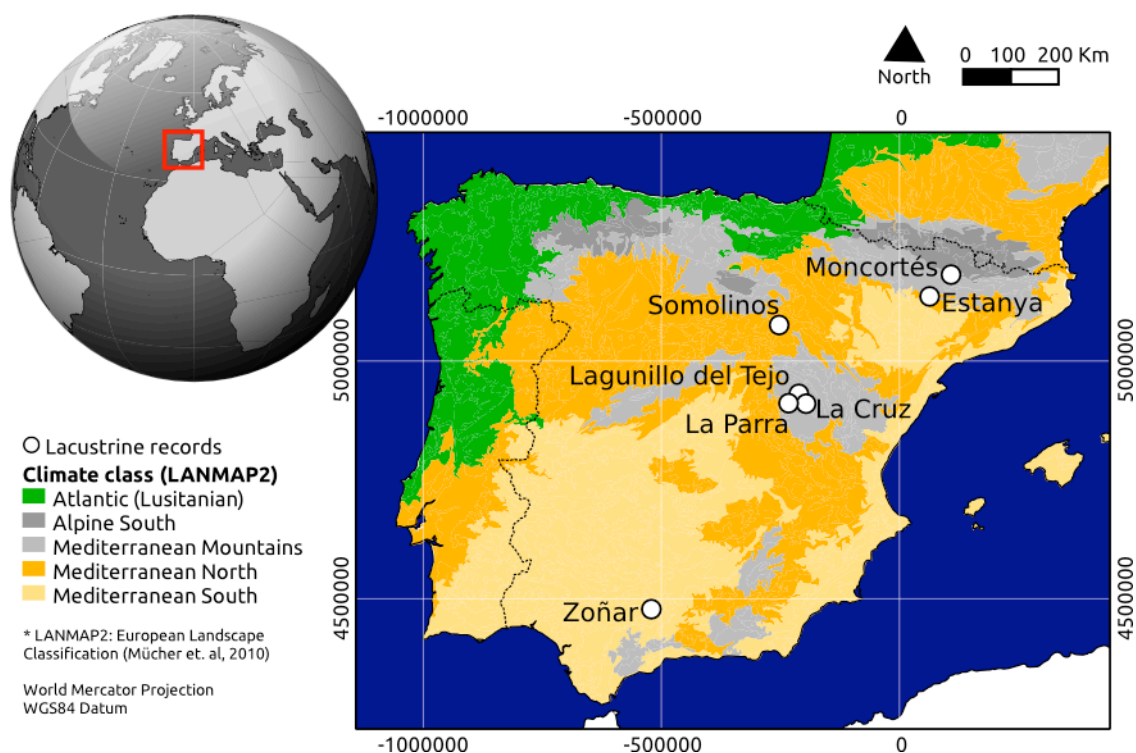 0 100 200 Km
North
-1000000 -500000 0
Moncortés
Estanya
Somolinos
Lagunillo del Tejo
La Cruz
La Parra
Zoñar
5000000
4500000
5000000
4500000
-1000000 -500000 0
Lacustrine records
Climate class (LANMAP2)
Atlantic (Lusitanian)
Alpine South
Mediterranean Mountains
Mediterranean North
Mediterranean South
* LANMAP2: European Landscape
Classification (Mücher et. al, 2010)
World Mercator Projection
WGS84 Datum